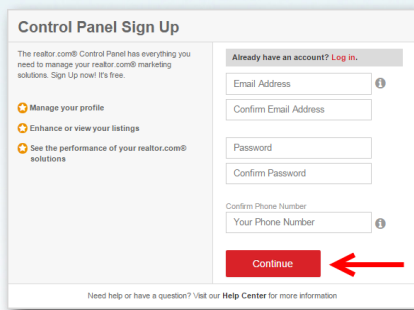 Control Panel Sign Up
The realtor.com® Control Panel has everything you
need to manage your realtor.com® marketing
solutions. Sign Up now! It's free.
Manage your profile
Enhance or view your listings
See the performance of your realtor.com®
solutions
Already have an account? Log in.
Email Address
Confirm Email Address
Password
Confirm Password
Confirm Phone Number
Your Phone Number
Continue
Need help or have a question? Visit our Help Center for more information